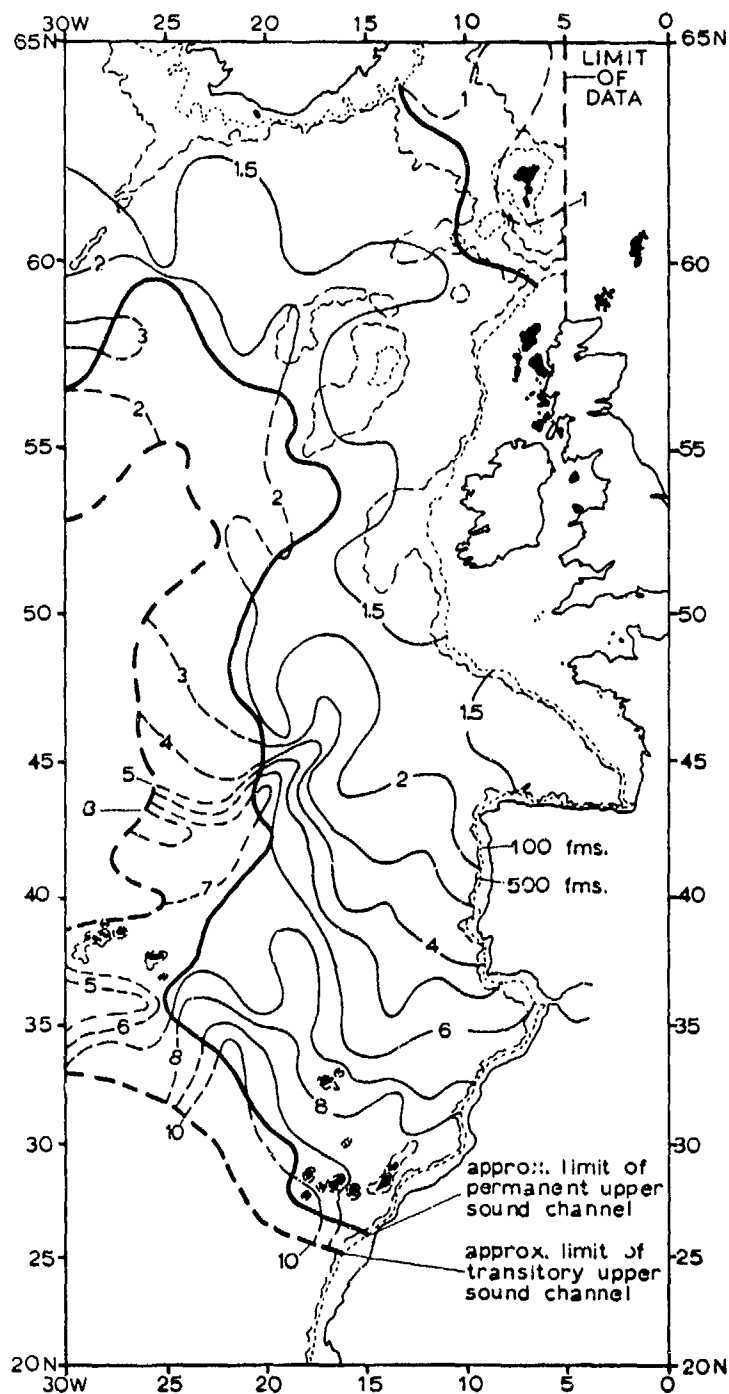 30W 25 20 15 10 5 0
65N 65N
LIMIT
OF
DATA
1
1.5
1
60 60
2
3
2
55 55
2
50 1.5 50
3
1.5
4
45 45
5
2
8
100 fms.
7
500 fms.
40 40
4
5
35 6 35
6
8
8
10
30 30
approx. limit of
permanent upper
sound channel
10
25 approx. limit of 25
transitory upper
sound channel
20N 20N
30W 25 20 15 10 5 0